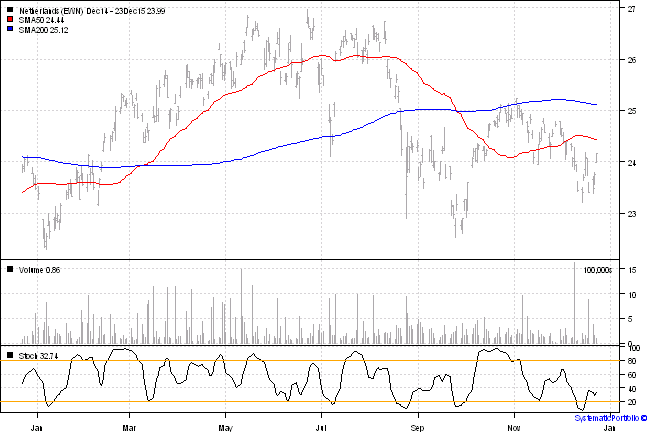 Netherlands (EWN) Dec14 - 23Dec15 23.99
SMA50 24.44
SMA200 25.12
27
26
25
24
23
Volume 0.86
100,000s
15
10
5
0
Stoch 32.74
100
80
60
40
20
Jan Mar May Jul Sep Nov Jan
SystematicPortfolio ©